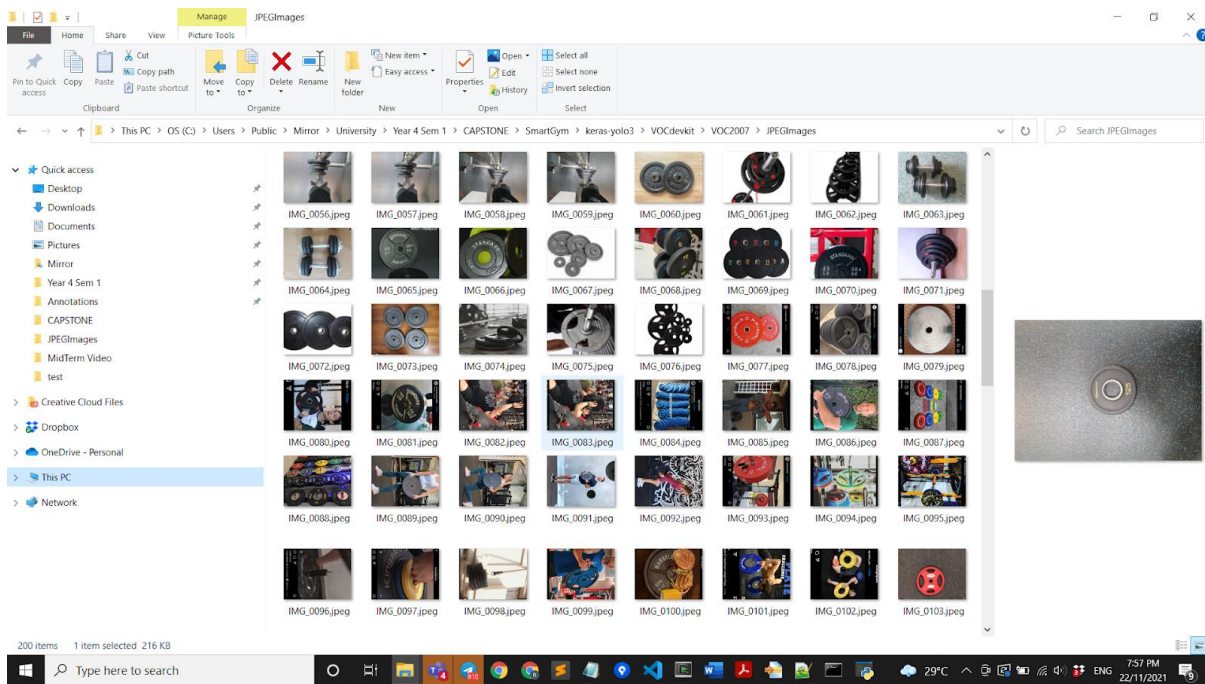 Manage
JPEGImages
File
Home
Share
View
Picture Tools
Pin to Quick
access
Copy
Paste
Cut
Copy path
Paste shortcut
Clipboard
Move
to
Copy
to
Delete
Rename
Organize
New
folder
New item
Easy access
New
Properties
Open
Edit
History
Open
Select all
Select none
Invert selection
Select
This PC > OS (C:) > Users > Public > Mirror > University > Year 4 Sem 1 > CAPSTONE > SmartGym > keras-yolo3 > VOCdevkit > VOC2007 > JPEGImages
Search JPEGImages
Quick access
Desktop
Downloads
Documents
Pictures
Mirror
Year 4 Sem 1
Annotations
CAPSTONE
JPEGImages
MidTerm Video
test
Creative Cloud Files
Dropbox
OneDrive - Personal
This PC
Network
IMG_0056.jpeg IMG_0057.jpeg IMG_0058.jpeg IMG_0059.jpeg IMG_0060.jpeg IMG_0061.jpeg IMG_0062.jpeg IMG_0063.jpeg
IMG_0064.jpeg IMG_0065.jpeg IMG_0066.jpeg IMG_0067.jpeg IMG_0068.jpeg IMG_0069.jpeg IMG_0070.jpeg IMG_0071.jpeg
IMG_0072.jpeg IMG_0073.jpeg IMG_0074.jpeg IMG_0075.jpeg IMG_0076.jpeg IMG_0077.jpeg IMG_0078.jpeg IMG_0079.jpeg
IMG_0080.jpeg IMG_0081.jpeg IMG_0082.jpeg IMG_0083.jpeg IMG_0084.jpeg IMG_0085.jpeg IMG_0086.jpeg IMG_0087.jpeg
IMG_0088.jpeg IMG_0089.jpeg IMG_0090.jpeg IMG_0091.jpeg IMG_0092.jpeg IMG_0093.jpeg IMG_0094.jpeg IMG_0095.jpeg
IMG_0096.jpeg IMG_0097.jpeg IMG_0098.jpeg IMG_0099.jpeg IMG_0100.jpeg IMG_0101.jpeg IMG_0102.jpeg IMG_0103.jpeg
200 items 1 item selected 216 KB
Type here to search
29°C
ENG
7:57 PM
22/11/2021